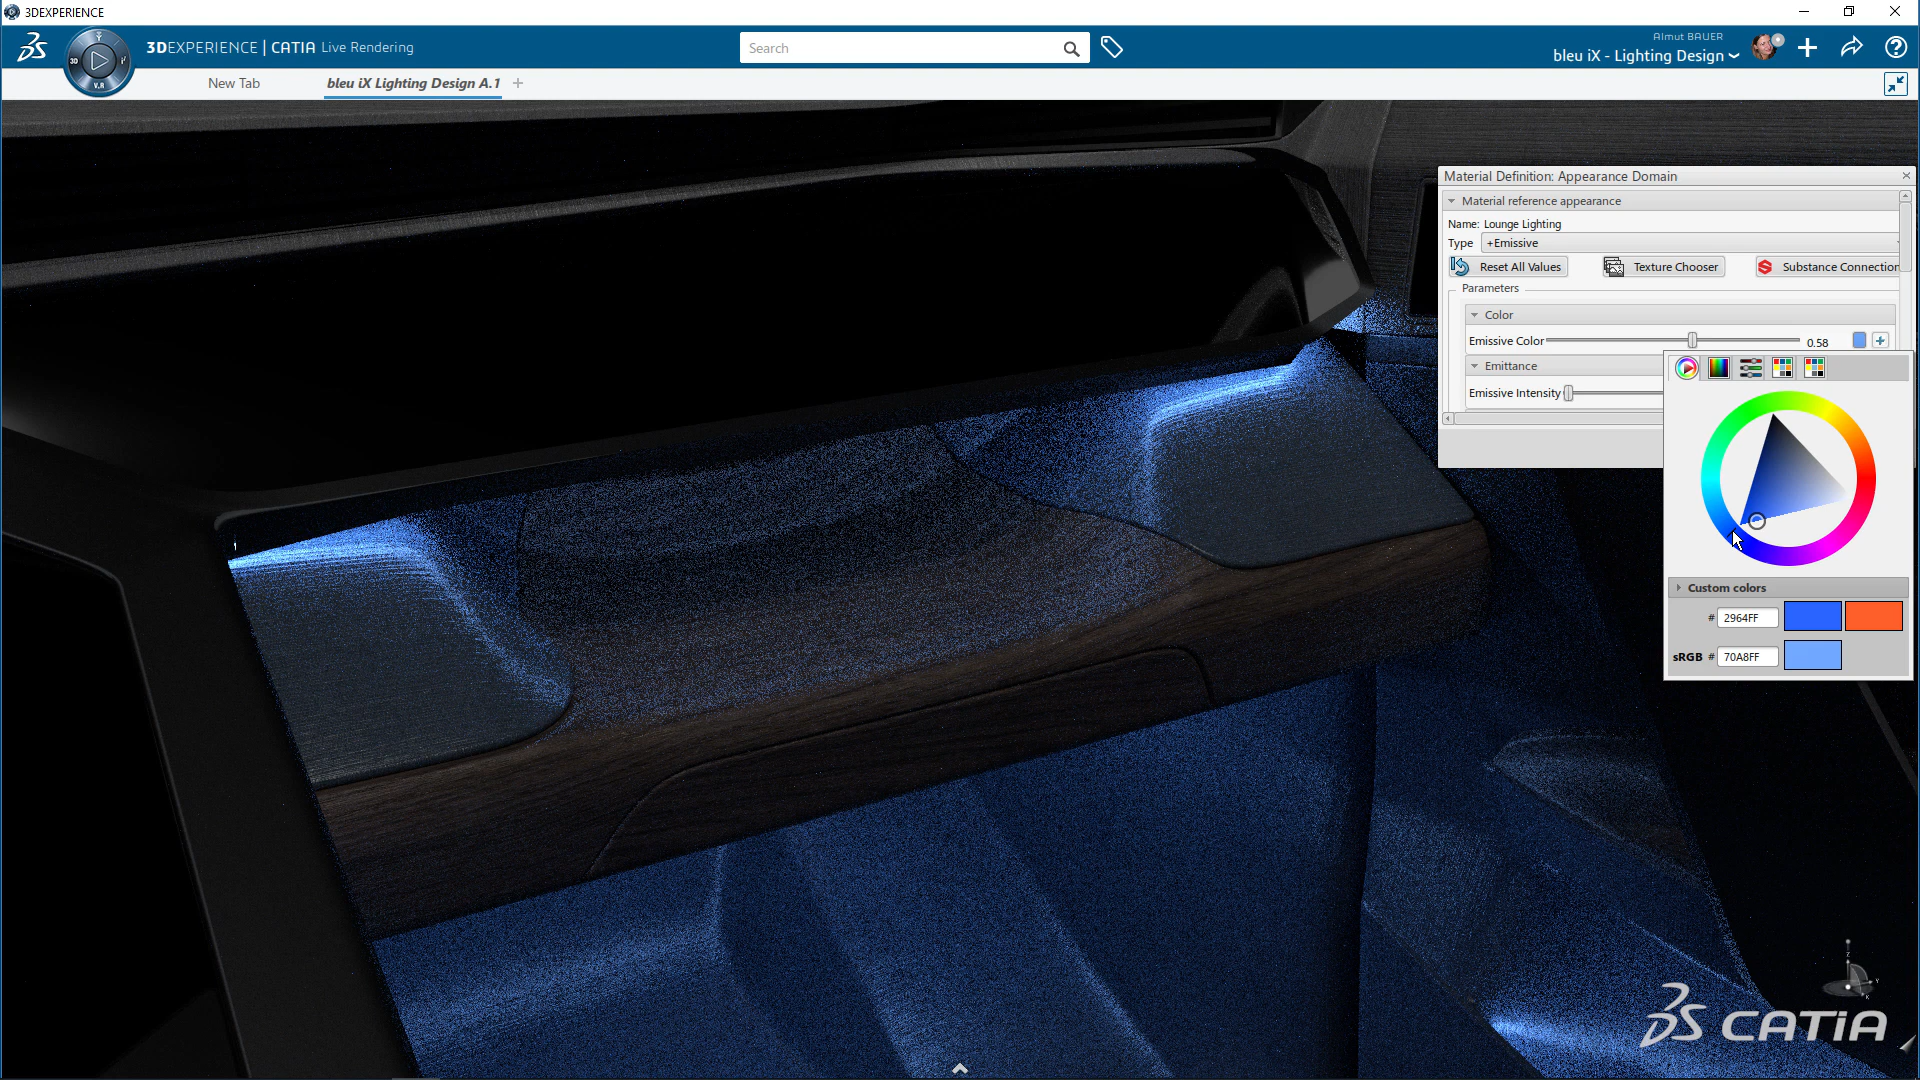 3DEXPERIENCE
3DEXPERIENCE | CATIA Live Rendering
Search
Almut BAUER
bleu iX - Lighting Design
3D
V.R
New Tab
bleu iX Lighting Design A.1
Material Definition: Appearance Domain
Material reference appearance
Name: Lounge Lighting
Type +Emissive
Reset All Values
Texture Chooser
Substance Connection
Parameters
Color
Emissive Color
0.58
Emittance
Emissive Intensity
Custom colors
# 2964FF
sRGB # 70A8FF
CATIA